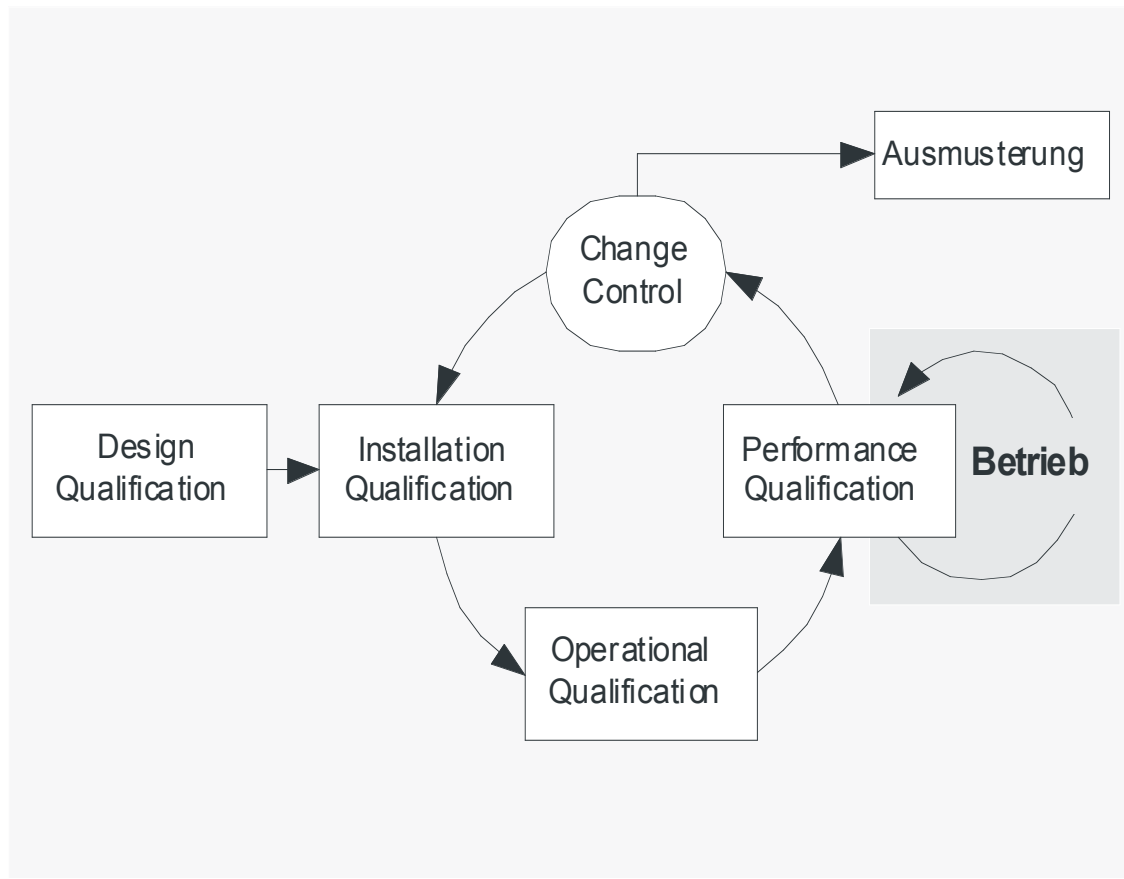 Ausmusterung
Change
Control
Design
Qualification
Installation
Qualification
Performance
Qualification
Betrieb
Operational
Qualification